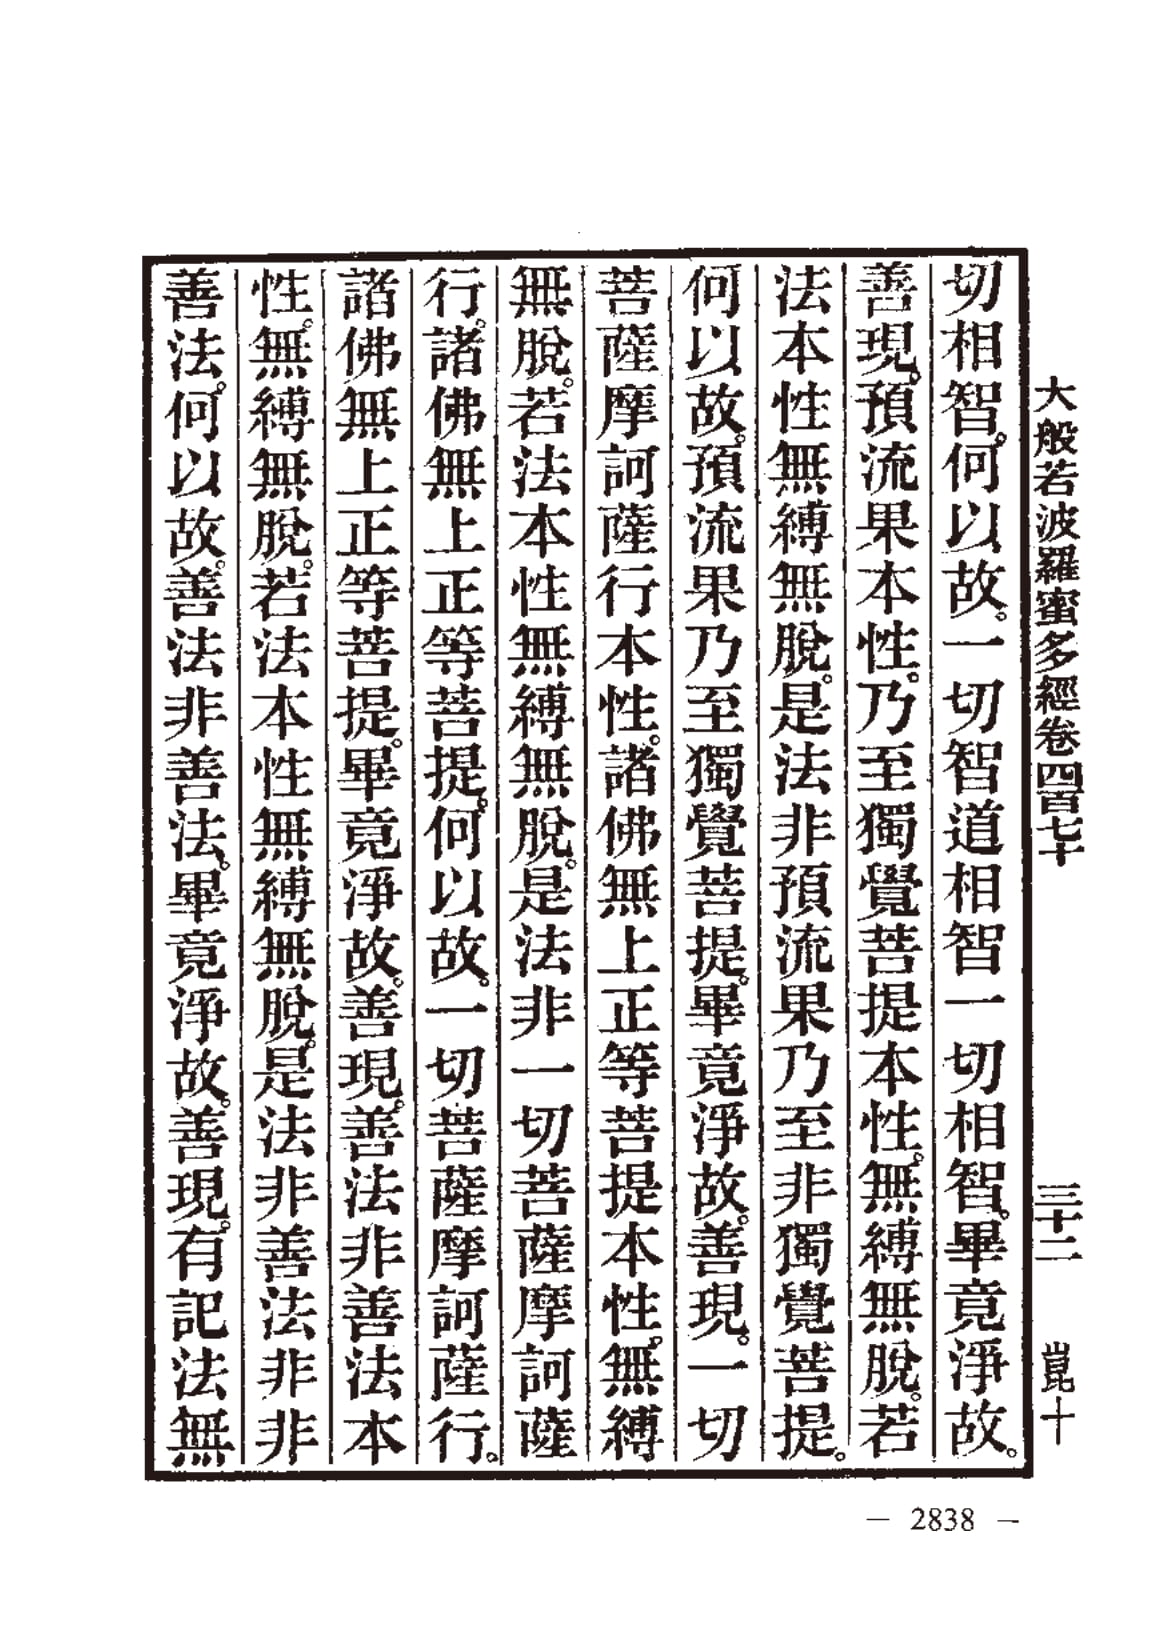 大般若波羅蜜多經卷四百七十　三十二　崑十
切相智。何以故。一切智道相智一切相智。畢竟淨故。
善現。預流果本性。乃至獨覺菩提本性。無縛無脫。若
法本性無縛無脫。是法非預流果乃至非獨覺菩提。
何以故。預流果乃至獨覺菩提。畢竟淨故。善現。一切
菩薩摩訶薩行本性。諸佛無上正等菩提本性。無縛
無脫。若法本性無縛無脫。是法非一切菩薩摩訶薩
行。諸佛無上正等菩提。何以故。一切菩薩摩訶薩行。
諸佛無上正等菩提。畢竟淨故。善現。善法非善法本
性。無縛無脫。若法本性無縛無脫。是法非善法非非
善法。何以故。善法非善法。畢竟淨故。善現。有記法無
— 2838 —